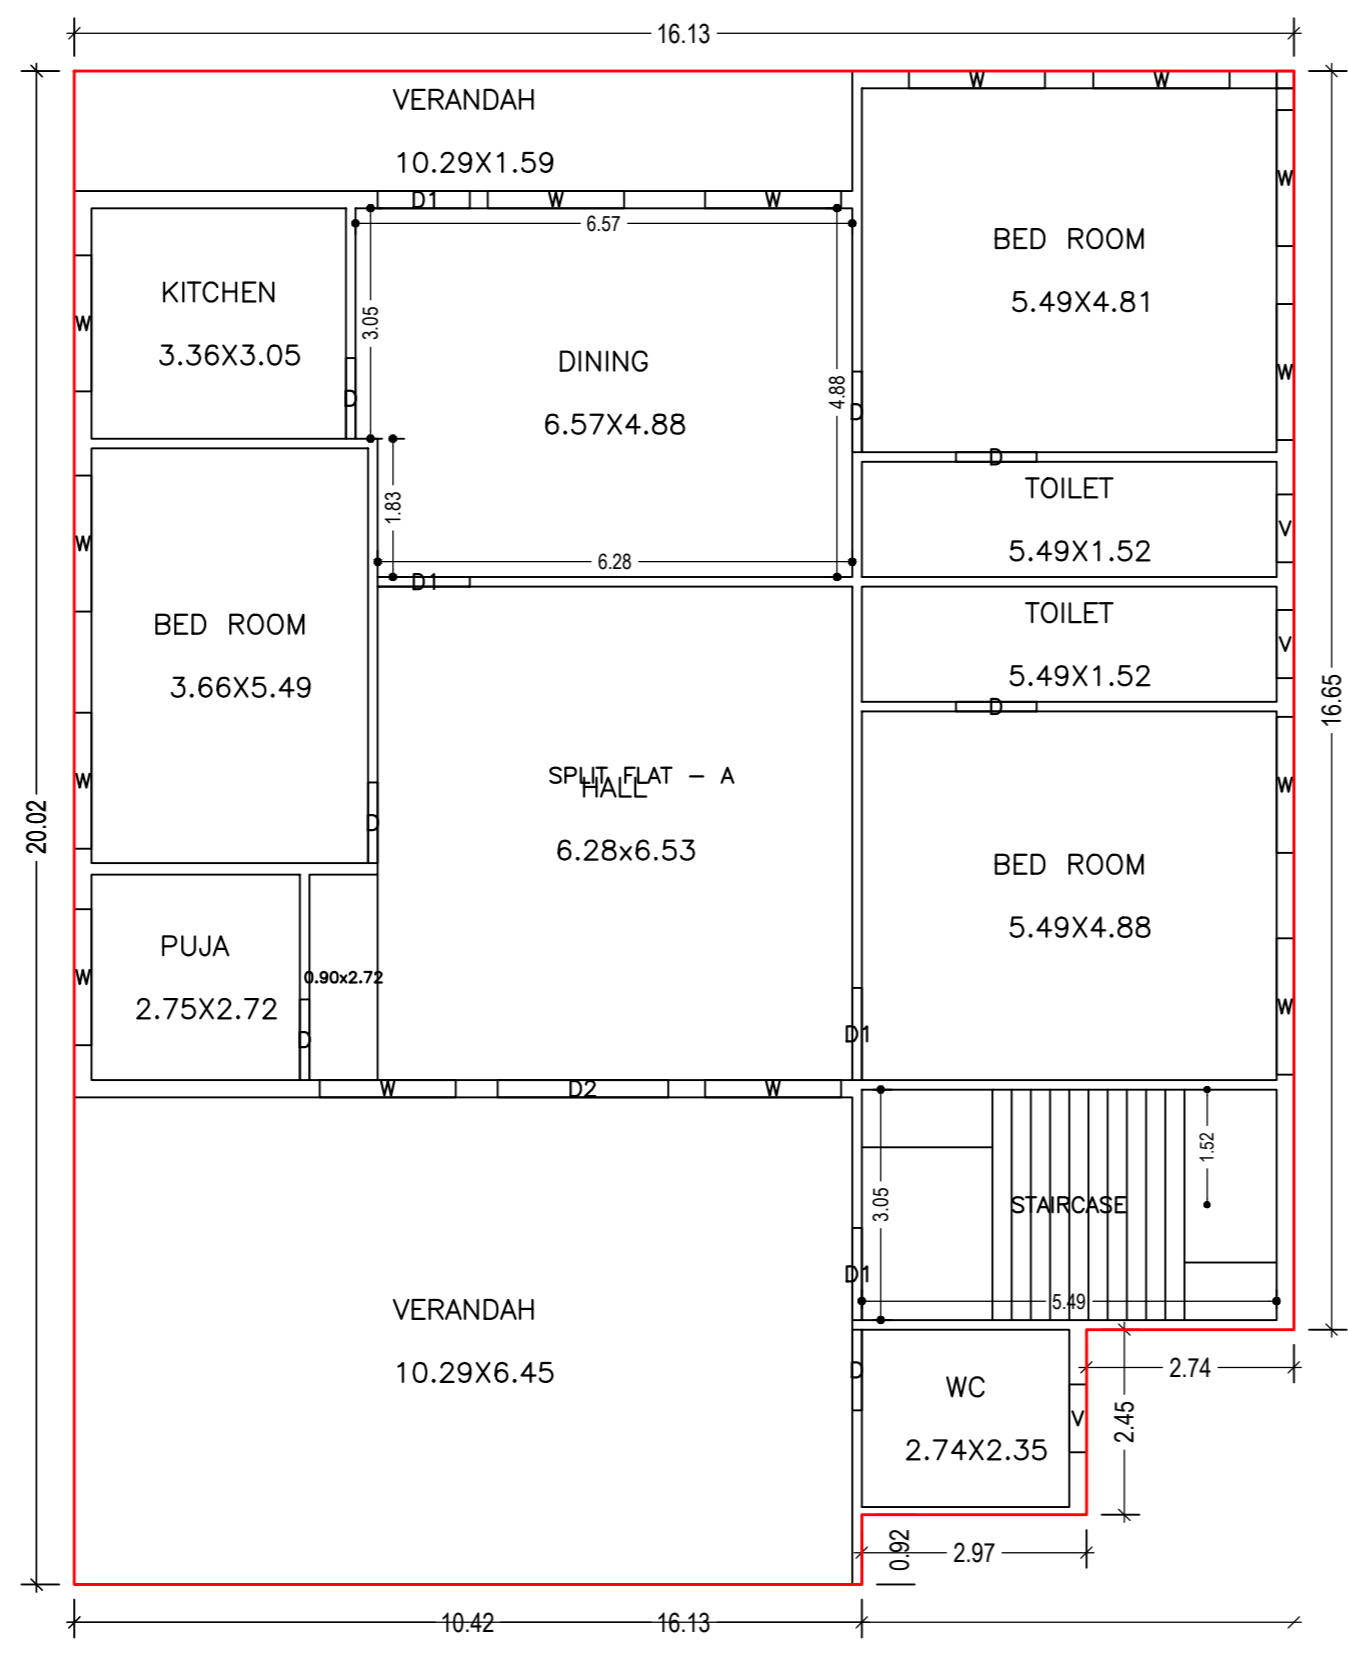 16.13
VERANDAH
10.29X1.59
W
W
D1
W
W
6.57
W
BED ROOM
5.49X4.81
KITCHEN
3.36X3.05
W
3.05
D
DINING
6.57X4.88
4.88
D
W
1.83
D
TOILET
5.49X1.52
V
W
6.28
D1
TOILET
5.49X1.52
V
BED ROOM
3.66X5.49
D
16.65
W
20.02
D
SPLIT FLAT - A
HALL
6.28x6.53
W
BED ROOM
5.49X4.88
PUJA
2.75X2.72
W
0.90x2.72
D
D1
W
W
D2
W
1.52
3.05
STAIRCASE
D1
5.49
VERANDAH
10.29X6.45
D
WC
2.74X2.35
V
2.74
2.45
0.92
2.97
10.42
16.13